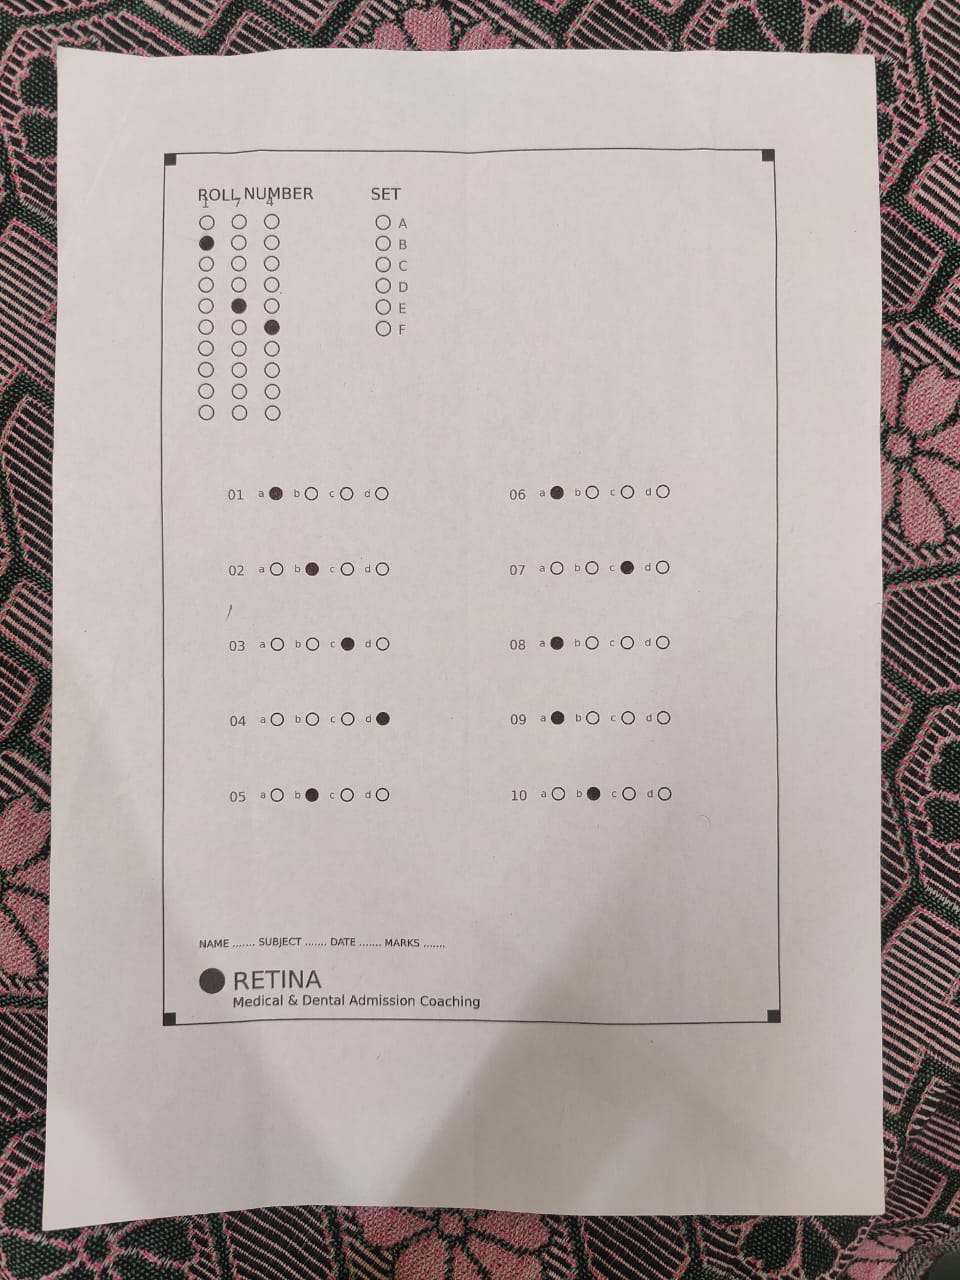 ROLL NUMBER SET
1 7 4
A
B
C
D
E
F
01 a b c d 06 a b c d
02 a b c d 07 a b c d
03 a b c d 08 a b c d
04 a b c d 09 a b c d
05 a b c d 10 a b c d
NAME ....... SUBJECT ....... DATE ....... MARKS .......
RETINA
Medical & Dental Admission Coaching